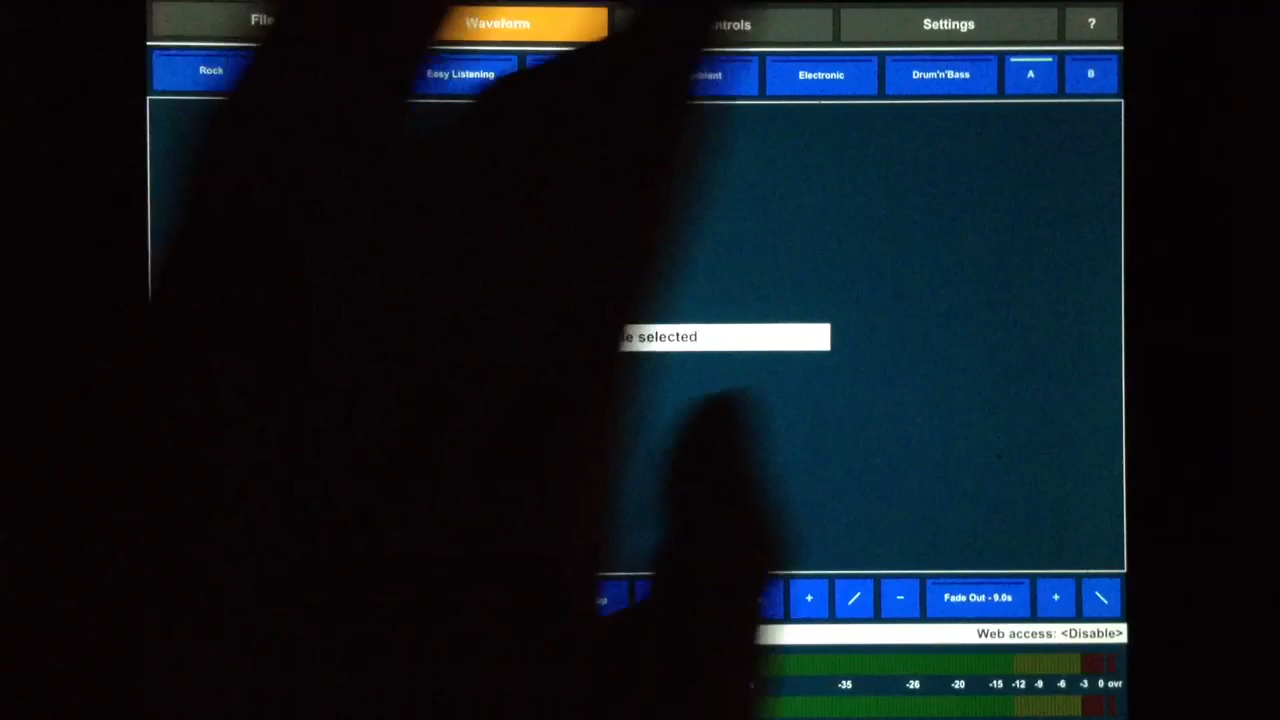 File Waveform ntrols Settings ?
Rock Easy Listening bient Electronic Drum'n'Bass A B
e selected
+ - Fade Out - 9.0s +
Web access: <Disable>
-35 -26 -20 -15 -12 -9 -6 -3 0 ovr